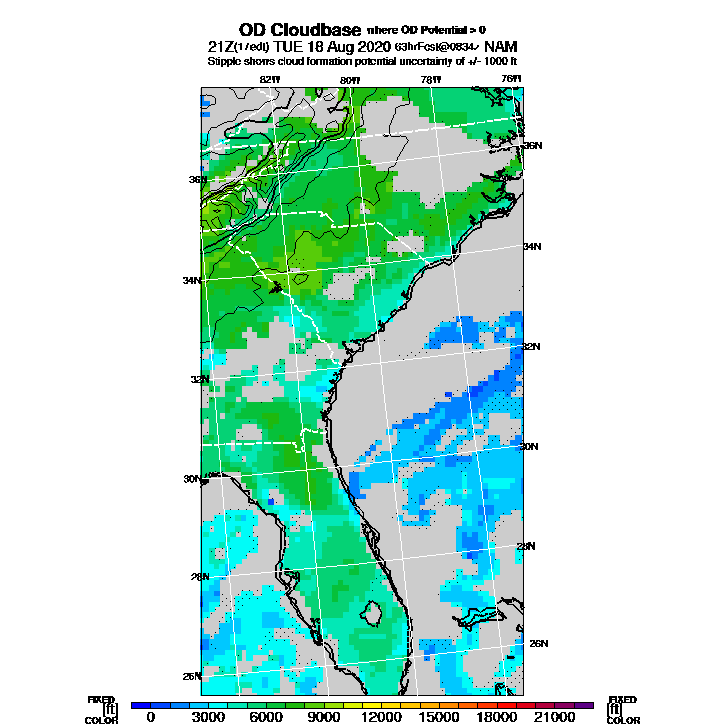 OD Cloudbase where OD Potential > 0
21Z(17edt) TUE 18 Aug 2020 63hrFcst@0834z NAM
Stipple shows cloud formation potential uncertainty of +/- 1000 ft
82W 80W 78W 76W
36N
36N
34N
34N
32N
32N
30N
30N
28N
28N
26N
26N
FIXED FIXED
[ft] 0 3000 6000 9000 12000 15000 18000 21000 [ft]
COLOR COLOR